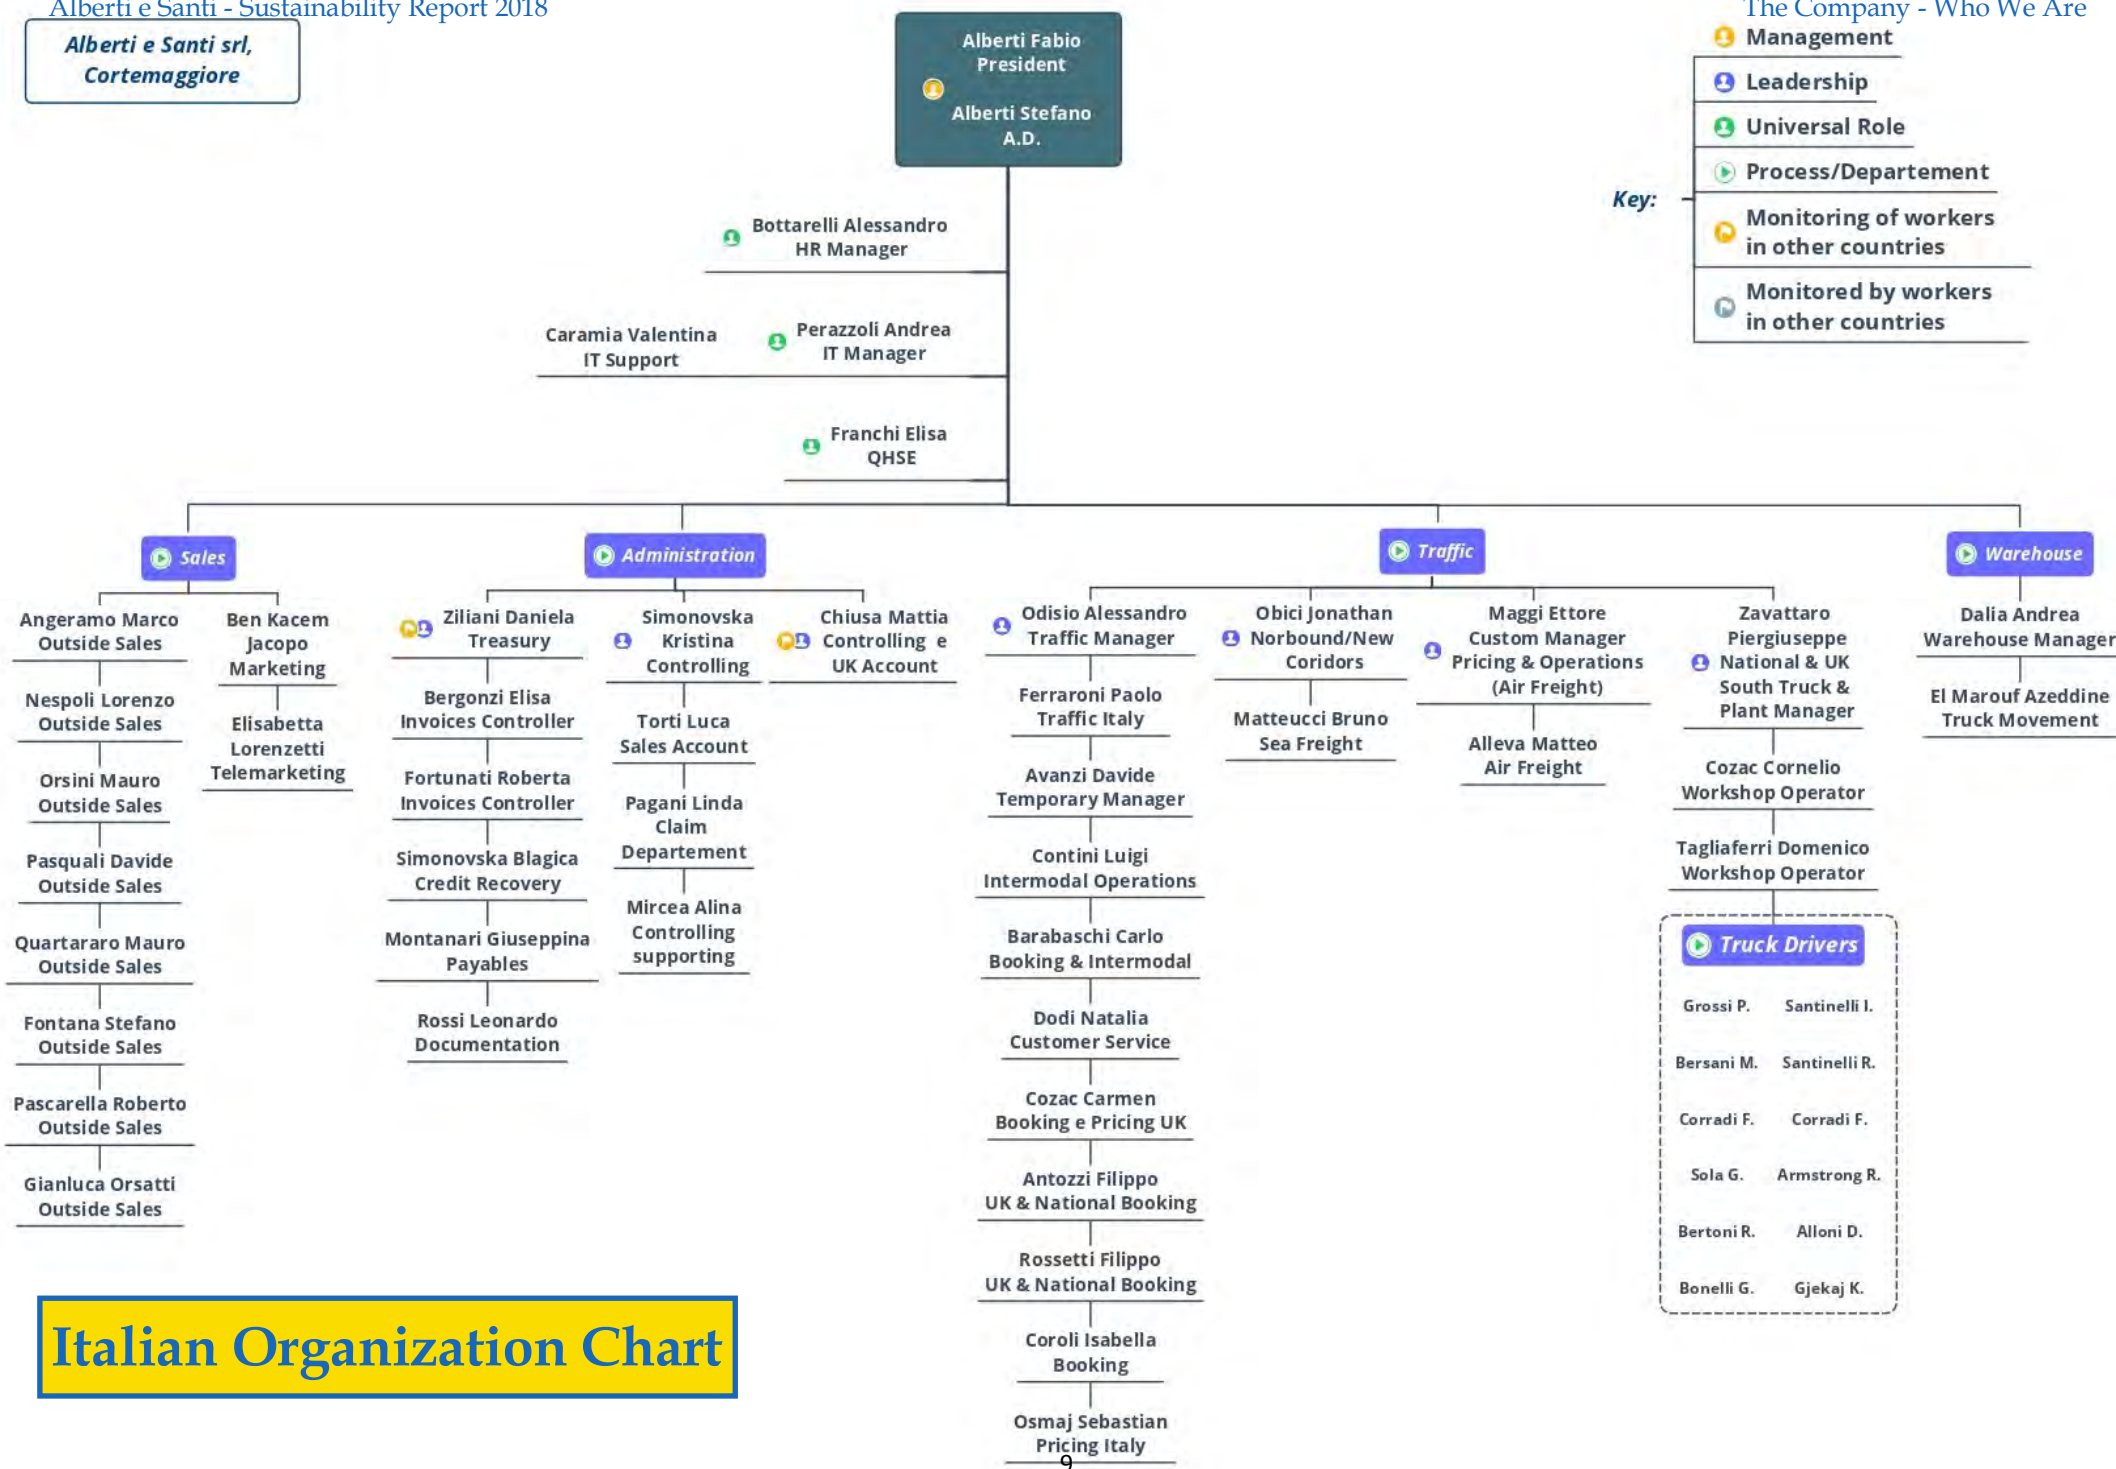 Alberti e Santi - Sustainability Report 2018
The Company - Who We Are
Alberti e Santi srl,
Cortemaggiore
Alberti Fabio
President
Alberti Stefano
A.D.
Key:
Management
Leadership
Universal Role
Process/Departement
Monitoring of workers
in other countries
Monitored by workers
in other countries
Bottarelli Alessandro
HR Manager
Caramia Valentina
IT Support
Perazzoli Andrea
IT Manager
Franchi Elisa
QHSE
Sales
Angeramo Marco
Outside Sales
Nespoli Lorenzo
Outside Sales
Orsini Mauro
Outside Sales
Pasquali Davide
Outside Sales
Quartararo Mauro
Outside Sales
Fontana Stefano
Outside Sales
Pascarella Roberto
Outside Sales
Gianluca Orsatti
Outside Sales
Ben Kacem
Jacopo
Marketing
Elisabetta
Lorenzetti
Telemarketing
Administration
Ziliani Daniela
Treasury
Bergonzi Elisa
Invoices Controller
Fortunati Roberta
Invoices Controller
Simonovska Blagica
Credit Recovery
Montanari Giuseppina
Payables
Rossi Leonardo
Documentation
Simonovska
Kristina
Controlling
Torti Luca
Sales Account
Pagani Linda
Claim
Departement
Mircea Alina
Controlling
supporting
Chiusa Mattia
Controlling e
UK Account
Traffic
Odisio Alessandro
Traffic Manager
Ferraroni Paolo
Traffic Italy
Avanzi Davide
Temporary Manager
Contini Luigi
Intermodal Operations
Barabaschi Carlo
Booking & Intermodal
Dodi Natalia
Customer Service
Cozac Carmen
Booking e Pricing UK
Antozzi Filippo
UK & National Booking
Rossetti Filippo
UK & National Booking
Coroli Isabella
Booking
Osmaj Sebastian
Pricing Italy
Obici Jonathan
Norbound/New
Coridors
Matteucci Bruno
Sea Freight
Maggi Ettore
Custom Manager
Pricing & Operations
(Air Freight)
Alleva Matteo
Air Freight
Zavattaro
Piergiuseppe
National & UK
South Truck &
Plant Manager
Cozac Cornelio
Workshop Operator
Tagliaferri Domenico
Workshop Operator
Truck Drivers
Grossi P. Santinelli I.
Bersani M. Santinelli R.
Corradi F. Corradi F.
Sola G. Armstrong R.
Bertoni R. Alloni D.
Bonelli G. Gjekaj K.
Warehouse
Dalia Andrea
Warehouse Manager
El Marouf Azeddine
Truck Movement
Italian Organization Chart
9